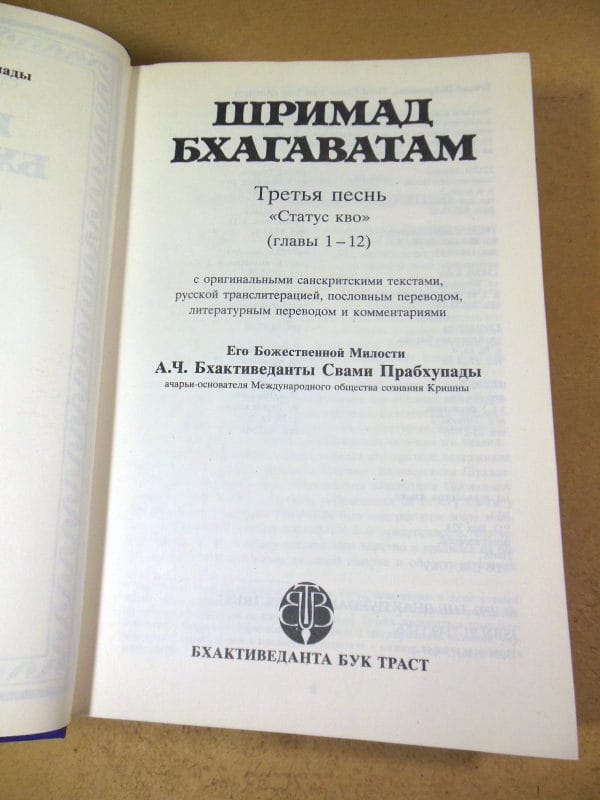 ШРИМАД
БХАГАВАТАМ
Третья песнь
«Статус кво»
(главы 1–12)
с оригинальными санскритскими текстами,
русской транслитерацией, пословным переводом,
литературным переводом и комментариями
Его Божественной Милости
А.Ч. Бхактиведанты Свами Прабхупады
ачарьи-основателя Международного общества сознания Кришны
БХАКТИВЕДАНТА БУК ТРАСТ